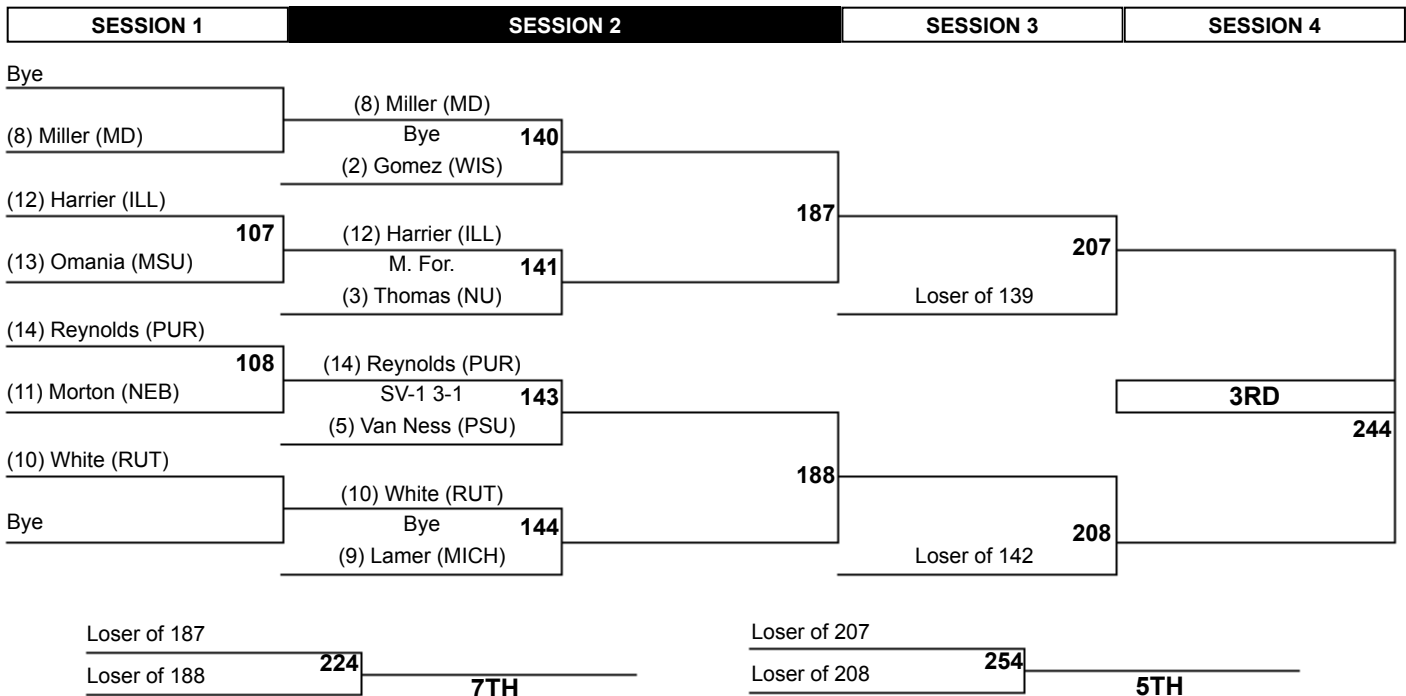 SESSION 1
SESSION 2
SESSION 3
SESSION 4
Bye
(8) Miller (MD)
(12) Harrier (ILL)
107
(13) Omania (MSU)
(14) Reynolds (PUR)
108
(11) Morton (NEB)
(10) White (RUT)
Bye
(8) Miller (MD)
Bye
140
(2) Gomez (WIS)
(12) Harrier (ILL)
M. For.
141
(3) Thomas (NU)
(14) Reynolds (PUR)
SV-1 3-1
143
(5) Van Ness (PSU)
(10) White (RUT)
Bye
144
(9) Lamer (MICH)
187
188
207
Loser of 139
208
Loser of 142
3RD
244
Loser of 187
224
Loser of 188
7TH
Loser of 207
254
Loser of 208
5TH